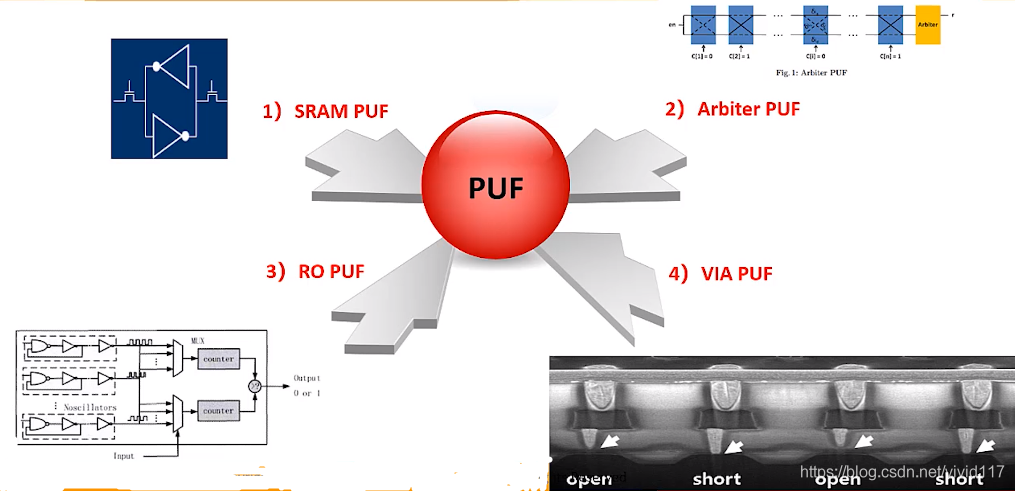 en
r
Arbiter
C[1] = 0
C[2] = 1
C[i] = 0
C[n] = 1
Fig. 1: Arbiter PUF
1) SRAM PUF
2) Arbiter PUF
PUF
3) RO PUF
4) VIA PUF
MUX
counter
>?
Output
0 or 1
Noscillators
counter
Input
open
short
open
short
https://blog.csdn.net/vivid117